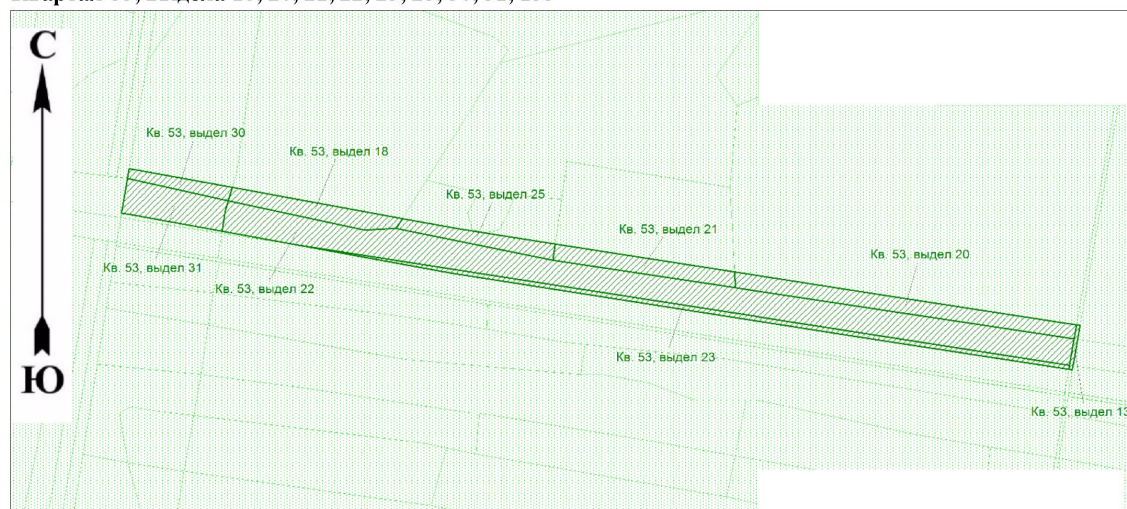 С
Кв. 53, выдел 30
Кв. 53, выдел 18
Кв. 53, выдел 25
Кв. 53, выдел 21
Кв. 53, выдел 20
Кв. 53, выдел 31
Кв. 53, выдел 22
Кв. 53, выдел 23
Ю
Кв. 53, выдел 13